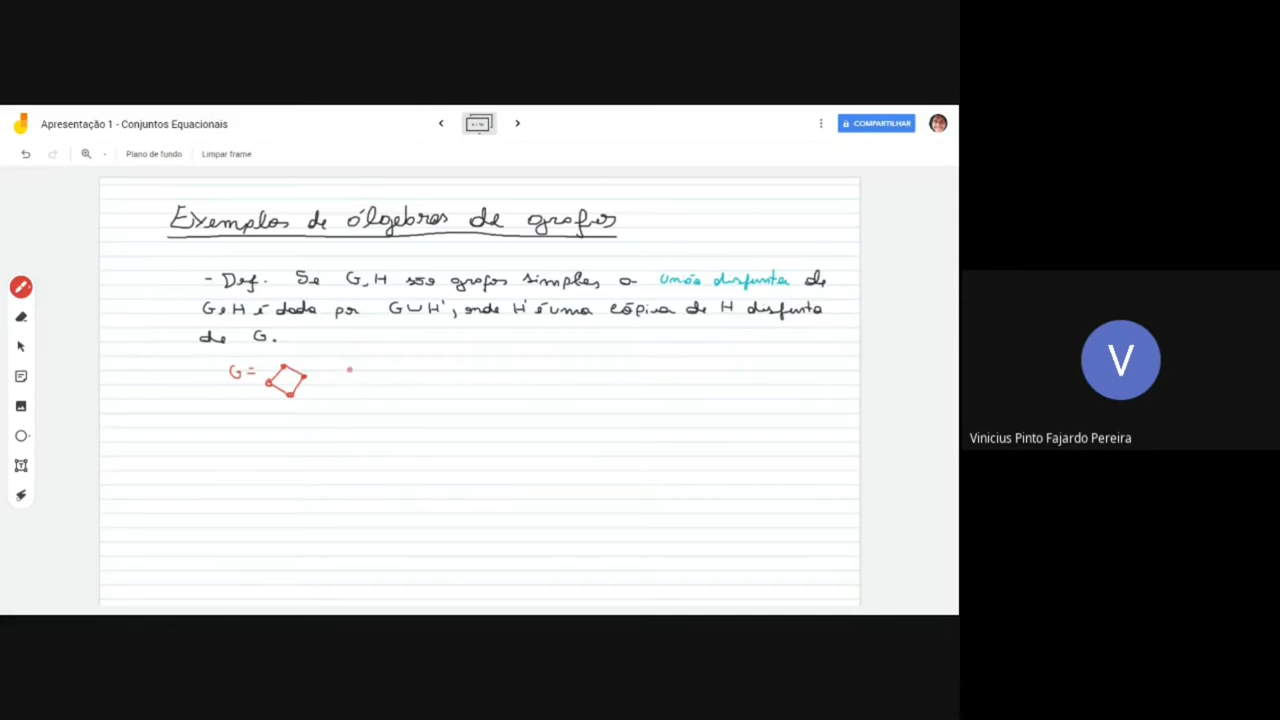 Apresentação 1 - Conjuntos Equacionais
COMPARTILHAR
Plano de fundo
Limpar frame
Exemplos de álgebras de grafos
- Def. Se G, H são grafos simples a união disjunta de
G e H é dada por G ∪ H', onde H' é uma cópia de H disjunta
de G.
G =
V
Vinicius Pinto Fajardo Pereira